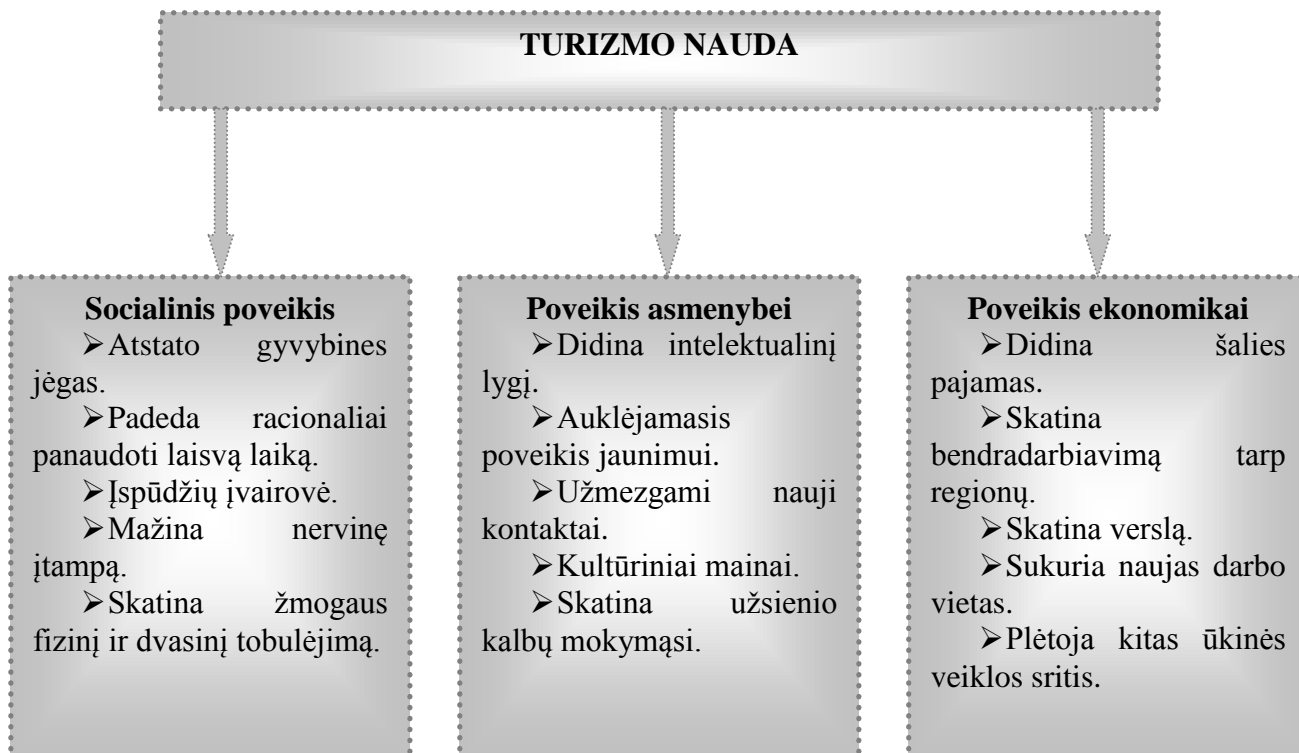 TURIZMO NAUDA
Socialinis poveikis
➢Atstato gyvybines
jėgas.
➢Padeda racionaliai
panaudoti laisvą laiką.
➢Įspūdžių įvairovė.
➢Mažina nervinę
įtampą.
➢Skatina žmogaus
fizinį ir dvasinį tobulėjimą.
Poveikis asmenybei
➢Didina intelektualinį
lygį.
➢Auklėjamasis
poveikis jaunimui.
➢Užmezgami nauji
kontaktai.
➢Kultūriniai mainai.
➢Skatina užsienio
kalbų mokymąsi.
Poveikis ekonomikai
➢Didina šalies
pajamas.
➢Skatina
bendradarbiavimą tarp
regionų.
➢Skatina verslą.
➢Sukuria naujas darbo
vietas.
➢Plėtoja kitas ūkinės
veiklos sritis.